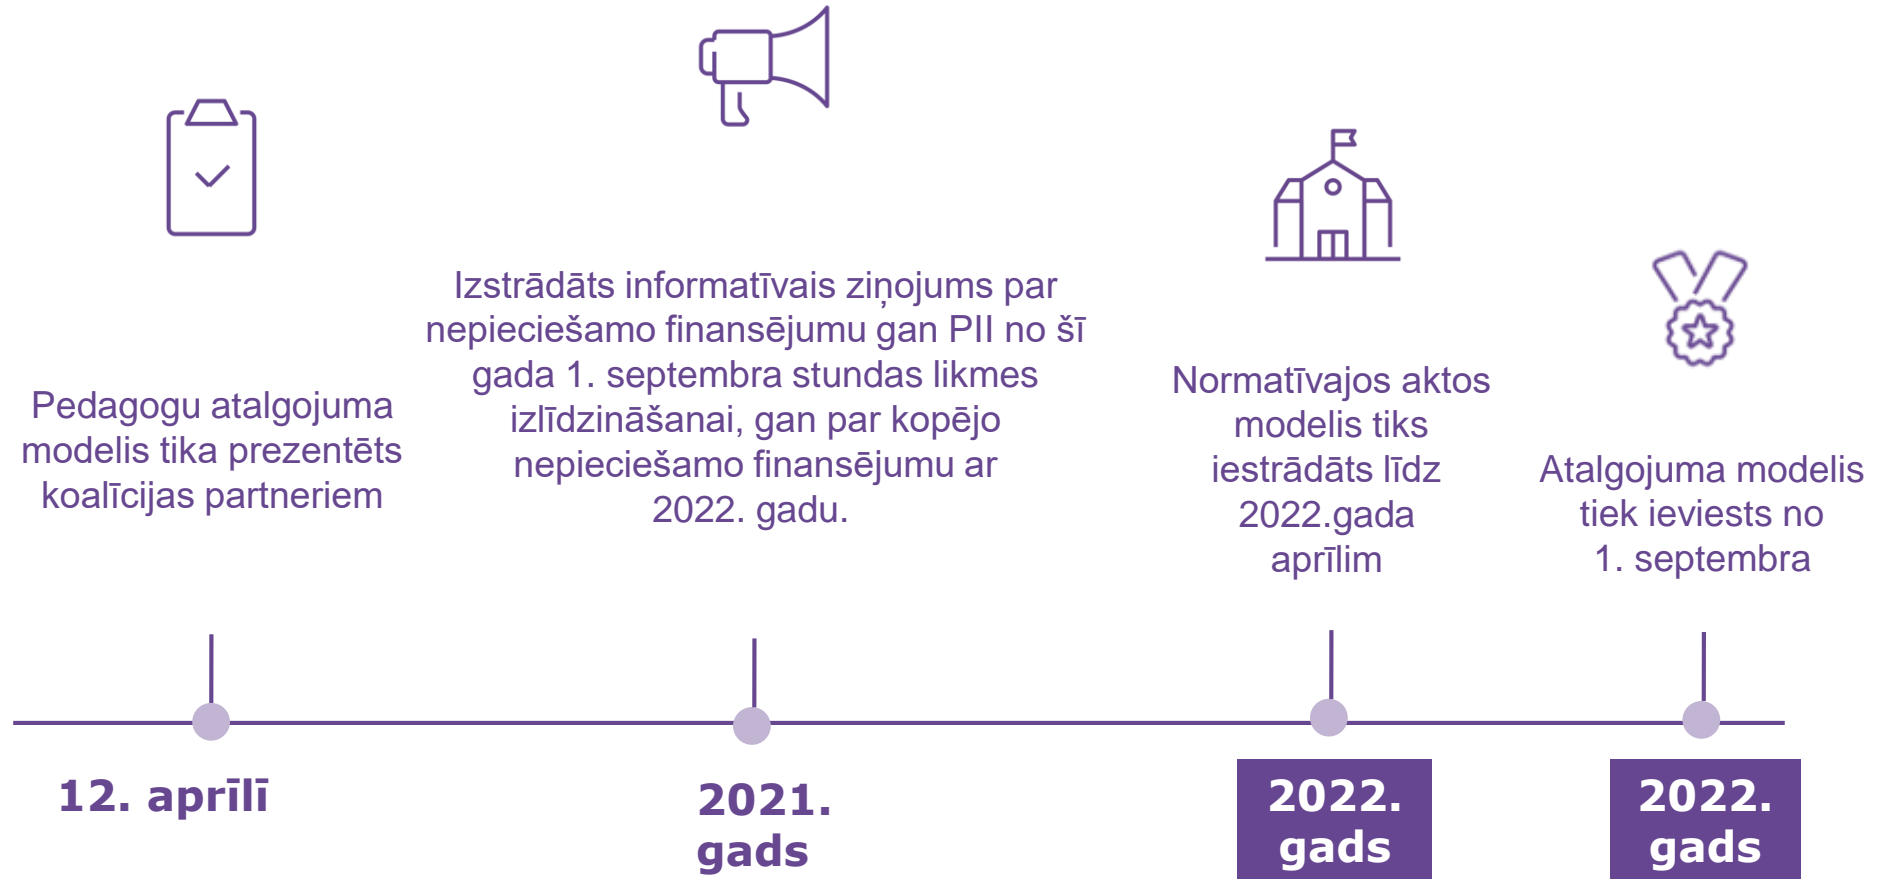 Pedagogu atalgojuma
modelis tika prezentēts
koalīcijas partneriem
12. aprīlī
Izstrādāts informatīvais ziņojums par
nepieciešamo finansējumu gan PII no šī
gada 1. septembra stundas likmes
izlīdzināšanai, gan par kopējo
nepieciešamo finansējumu ar
2022. gadu.
2021.
gads
Normatīvajos aktos
modelis tiks
iestrādāts līdz
2022.gada
aprīlim
2022.
gads
Atalgojuma modelis
tiek ieviests no
1. septembra
2022.
gads